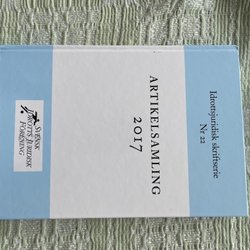 Idrottsjuridisk skriftserie
Nr 22
ARTIKELSAMLING
2017
SVENSK
IDROTTSJURIDISK
FÖRENING